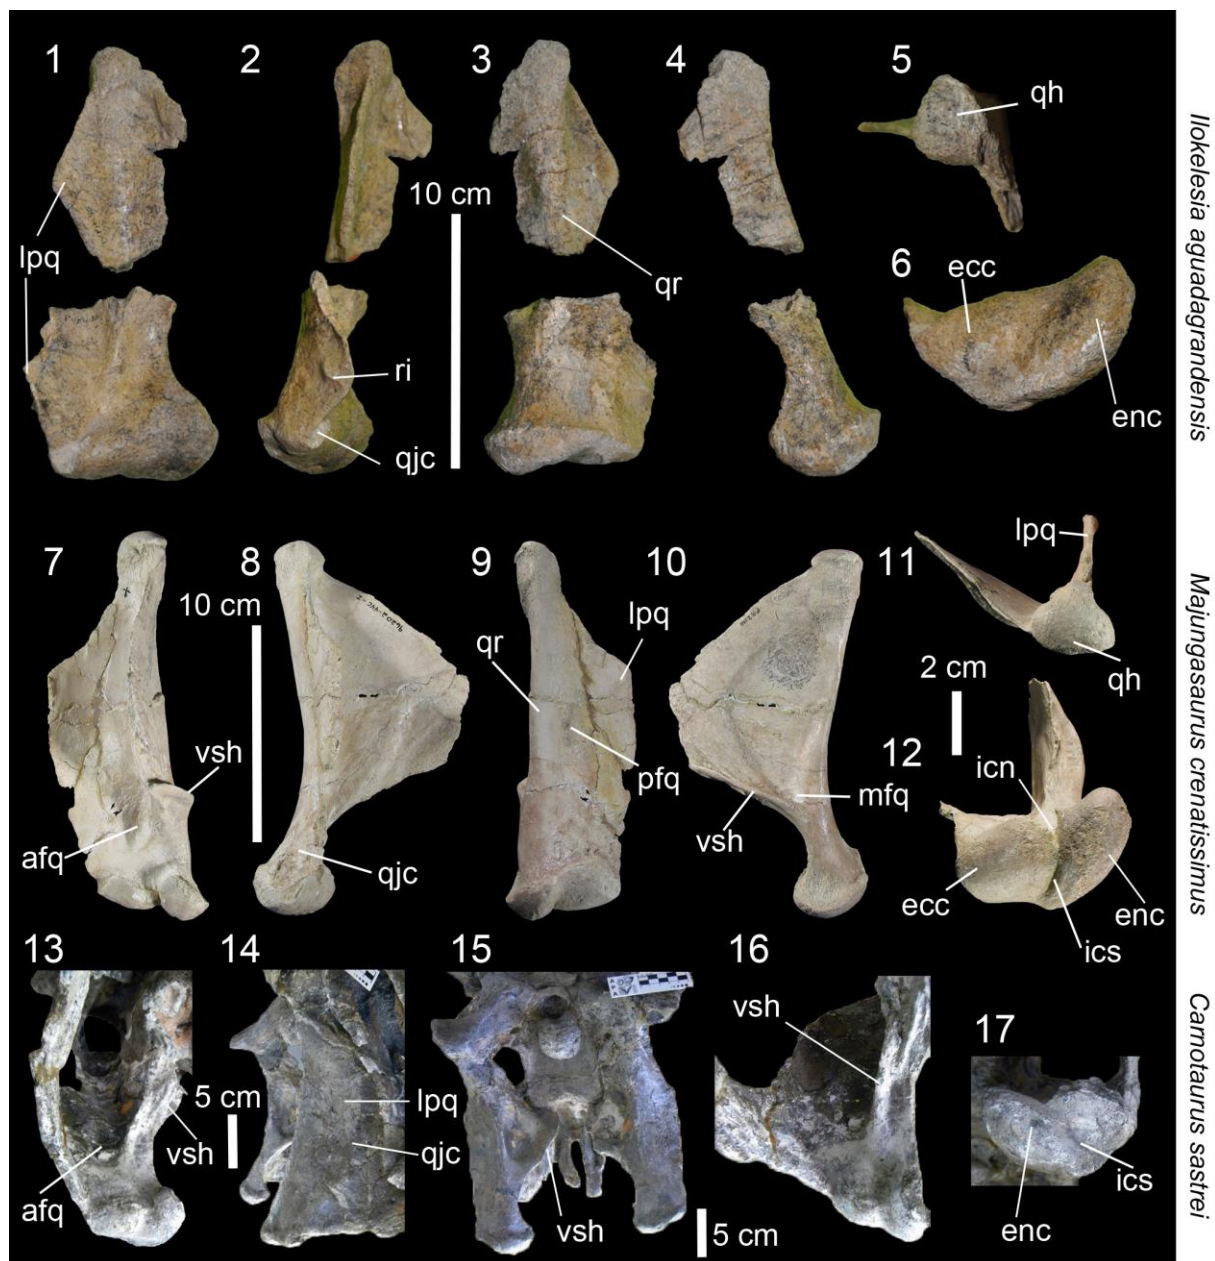 1
2
3
4
5
qh
10 cm
lpq
qr
6
ecc
ri
qjc
enc
Ilokelesia aguadagrandensis
7
8
9
10
11
lpq
10 cm
lpq
qr
2 cm
qh
vsh
pfq
12
icn
mfq
vsh
afq
qjc
ecc
enc
ics
Majungasaurus crenatissimus
13
14
15
16
vsh
17
5 cm
lpq
vsh
qjc
afq
ics
vsh
5 cm
enc
Carnotaurus sastrei